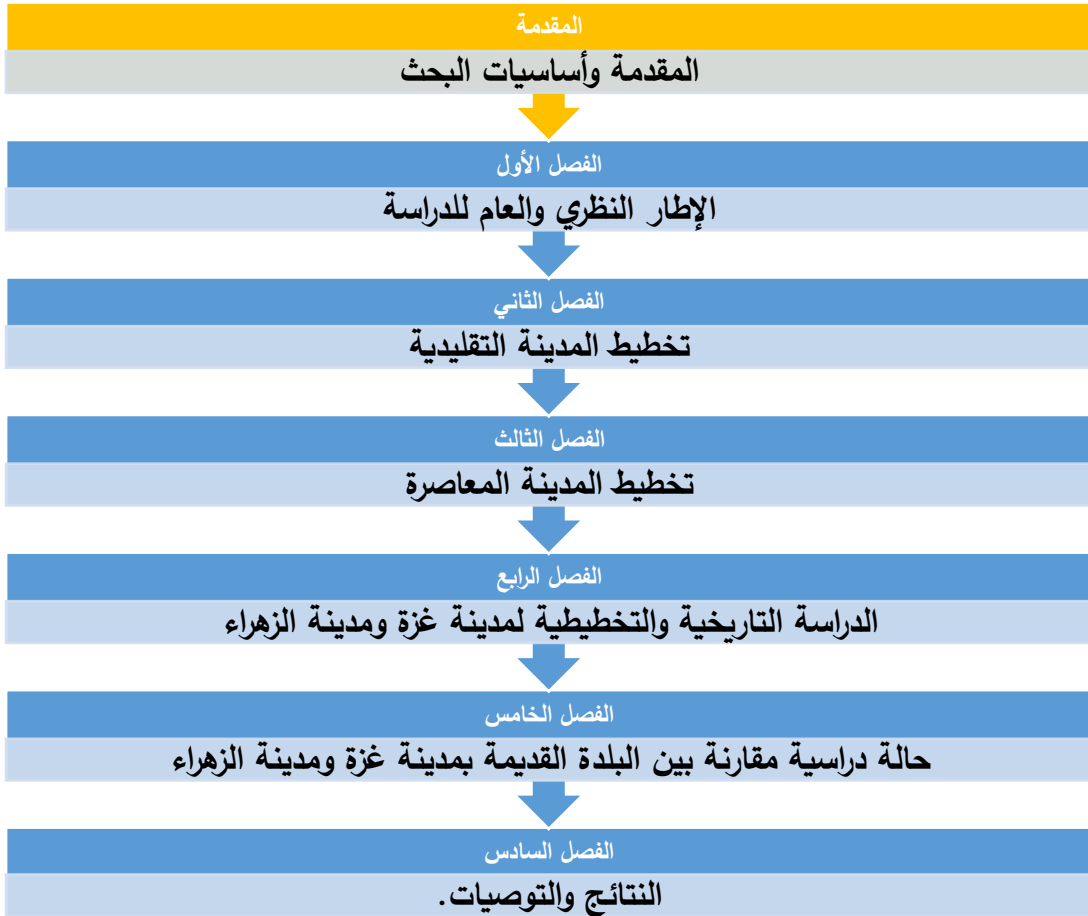 المقدمة
المقدمة وأساسيات البحث
الفصل الأول
الإطار النظري والعام للدراسة
الفصل الثاني
تخطيط المدينة التقليدية
الفصل الثالث
تخطيط المدينة المعاصرة
الفصل الرابع
الدراسة التاريخية والتخطيطية لمدينة غزة ومدينة الزهراء
الفصل الخامس
حالة دراسية مقارنة بين البلدة القديمة بمدينة غزة ومدينة الزهراء
الفصل السادس
النتائج والتوصيات.